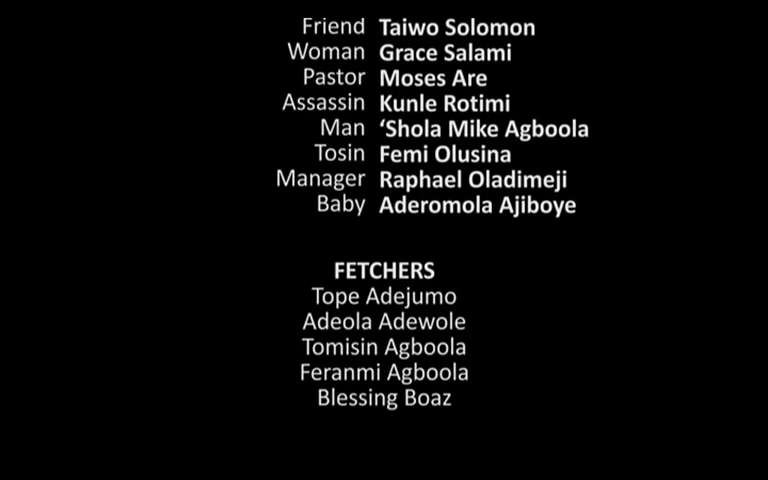 Friend Taiwo Solomon
Woman Grace Salami
Pastor Moses Are
Assassin Kunle Rotimi
Man ‘Shola Mike Agboola
Tosin Femi Olusina
Manager Raphael Oladimeji
Baby Aderomola Ajiboye
FETCHERS
Tope Adejumo
Adeola Adewole
Tomisin Agboola
Feranmi Agboola
Blessing Boaz